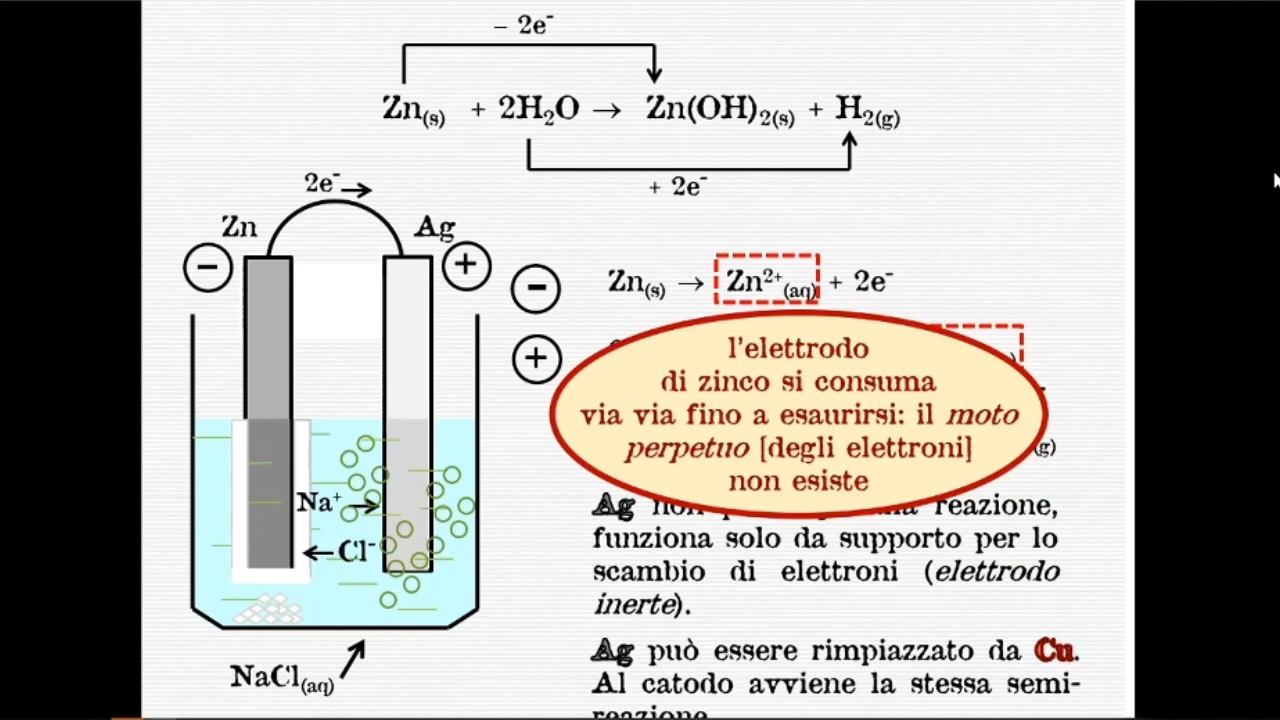 – 2e⁻
Zn(s) + 2H₂O → Zn(OH)₂(s) + H₂(g)
+ 2e⁻
2e⁻→
Zn
Ag
–
+
–
Zn(s) → Zn²⁺(aq) + 2e⁻
+
l'elettrodo
di zinco si consuma
via via fino a esaurirsi: il moto
perpetuo [degli elettroni]
non esiste
(g)
Na⁺
Cl⁻
NaCl(aq)
Ag reazione,
funziona solo da supporto per lo
scambio di elettroni (elettrodo
inerte).
Ag può essere rimpiazzato da Cu.
Al catodo avviene la stessa semi-
reazione